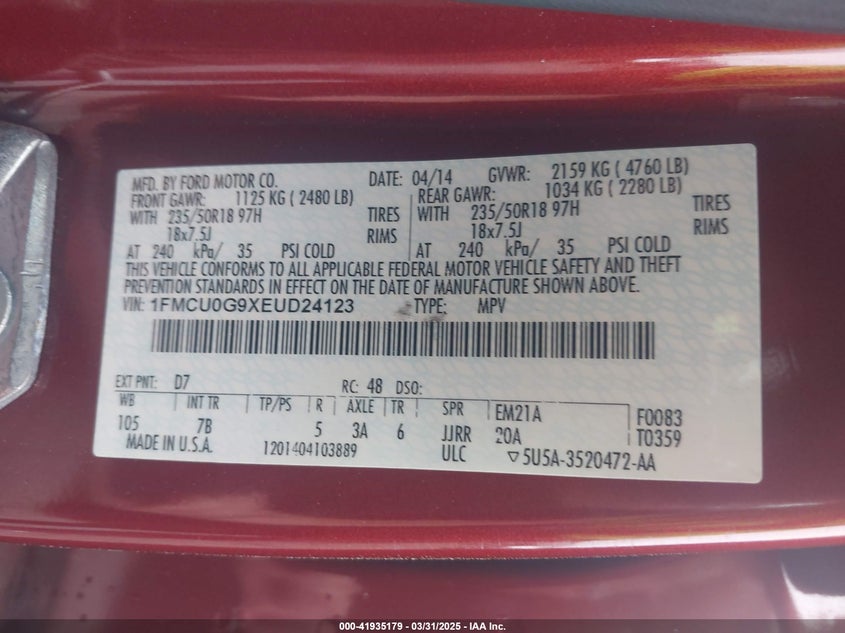 MFD. BY FORD MOTOR CO. DATE: 04/14 GVWR: 2159 KG ( 4760 LB)
FRONT GAWR: 1125 KG ( 2480 LB) REAR GAWR: 1034 KG ( 2280 LB)
WITH 235/50R18 97H TIRES WITH 235/50R18 97H TIRES
18x7.5J RIMS 18x7.5J RIMS
AT 240 kPa/ 35 PSI COLD AT 240 kPa/ 35 PSI COLD
THIS VEHICLE CONFORMS TO ALL APPLICABLE FEDERAL MOTOR VEHICLE SAFETY AND THEFT
PREVENTION STANDARDS IN EFFECT ON THE DATE OF MANUFACTURE SHOWN ABOVE.
VIN: 1FMCU0G9XEUD24123 TYPE: MPV
EXT PNT: D7 RC: 48 DSO:
WB INT TR TP/PS R AXLE TR SPR EM21A F0083
105 7B 5 3A 6 JJRR 20A T0359
MADE IN U.S.A. 1201404103889 ULC ▽5U5A-3520472-AA
000-41935179 - 03/31/2025 - IAA Inc.